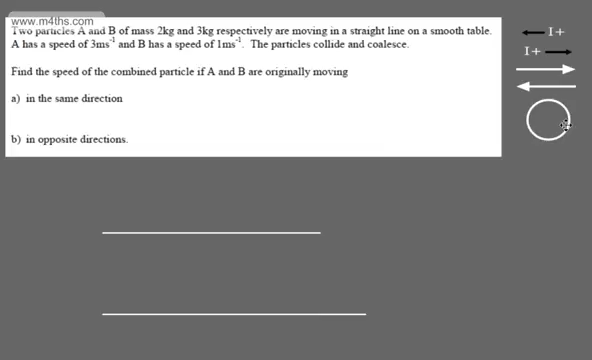 www.m4ths.com
Two particles A and B of mass 2kg and 3kg respectively are moving in a straight line on a smooth table.
A has a speed of 3ms⁻¹ and B has a speed of 1ms⁻¹. The particles collide and coalesce.
Find the speed of the combined particle if A and B are originally moving
a) in the same direction
b) in opposite directions.
I+
I+